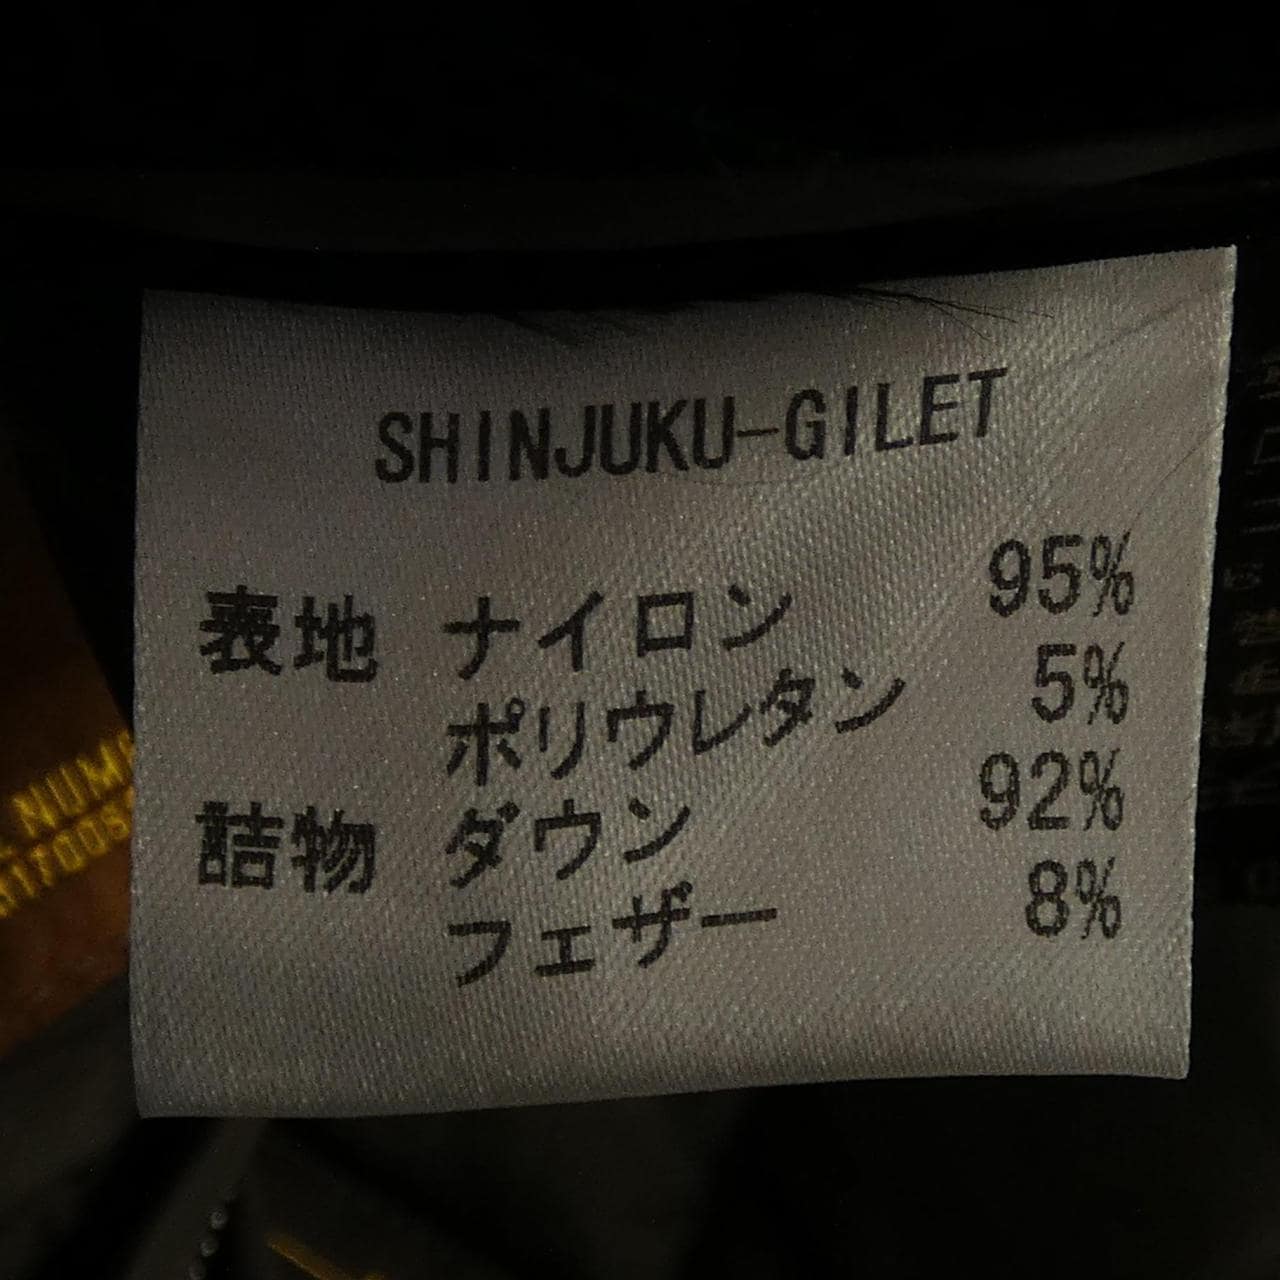 SHINJUKU-GILET
表地 ナイロン 95%
ポリウレタン 5%
詰物 ダウン 92%
フェザー 8%